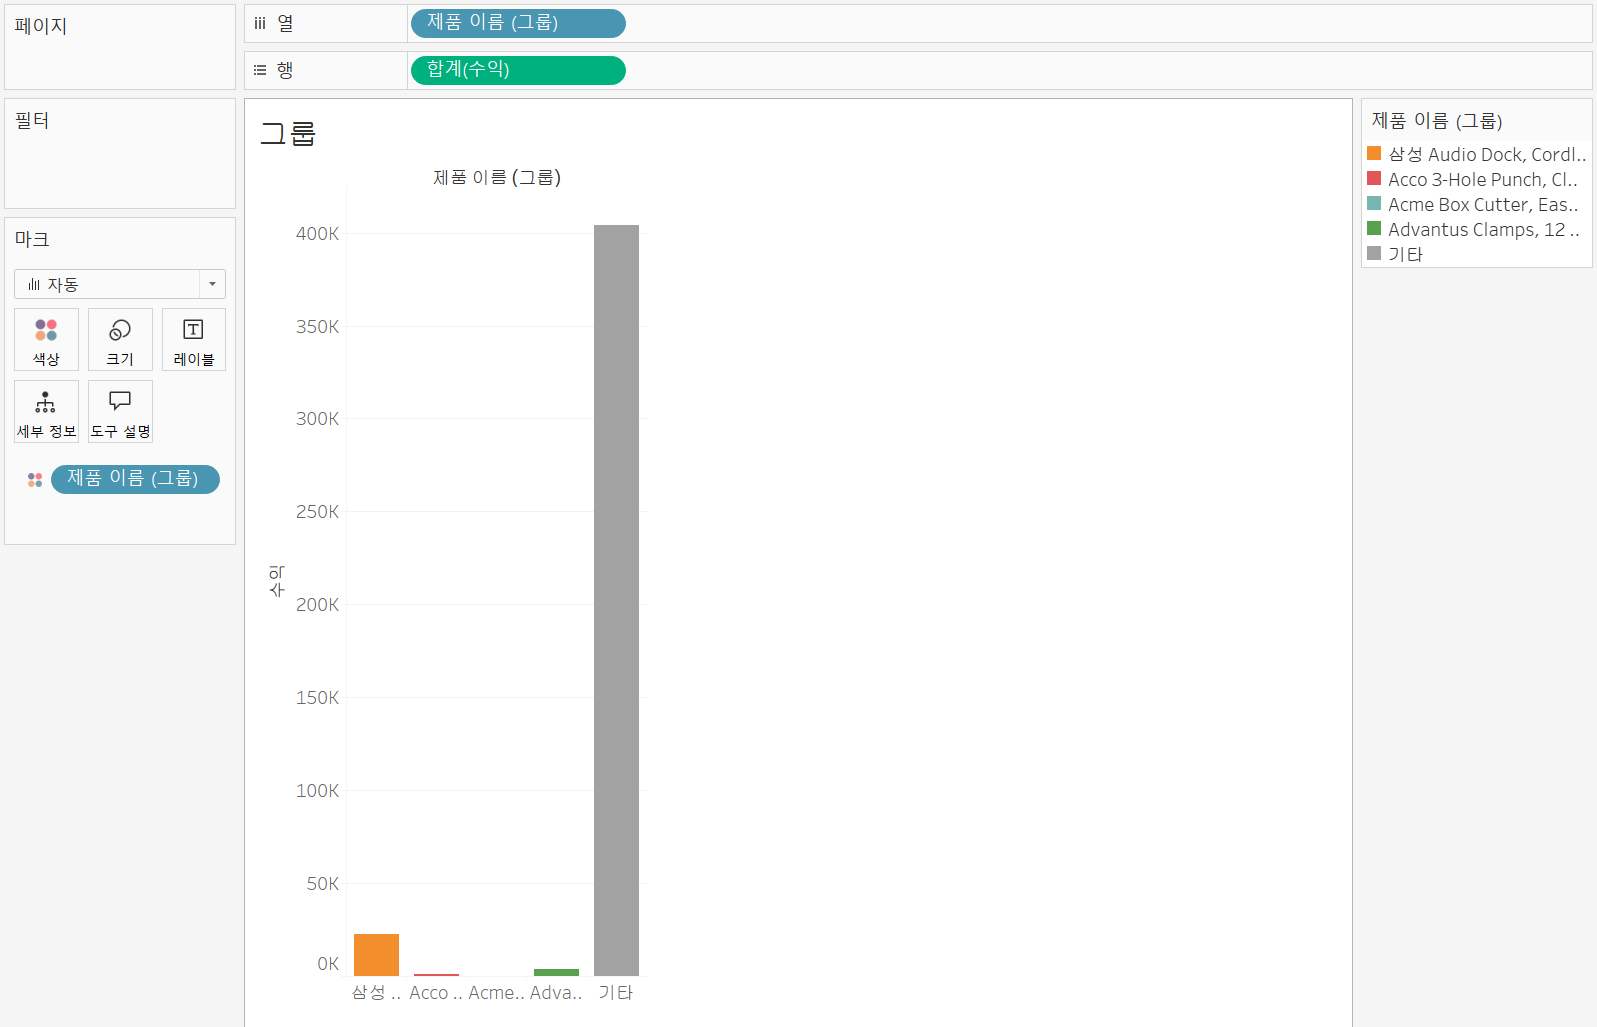 페이지
열
제품 이름 (그룹)
행
합계(수익)
필터
마크
자동
색상
크기
레이블
세부 정보
도구 설명
제품 이름 (그룹)
그룹
제품 이름 (그룹)
400K
350K
300K
250K
200K
150K
100K
50K
0K
수익
삼성 .. Acco .. Acme.. Adva.. 기타
제품 이름 (그룹)
삼성 Audio Dock, Cordl..
Acco 3-Hole Punch, Cl..
Acme Box Cutter, Eas..
Advantus Clamps, 12 ..
기타